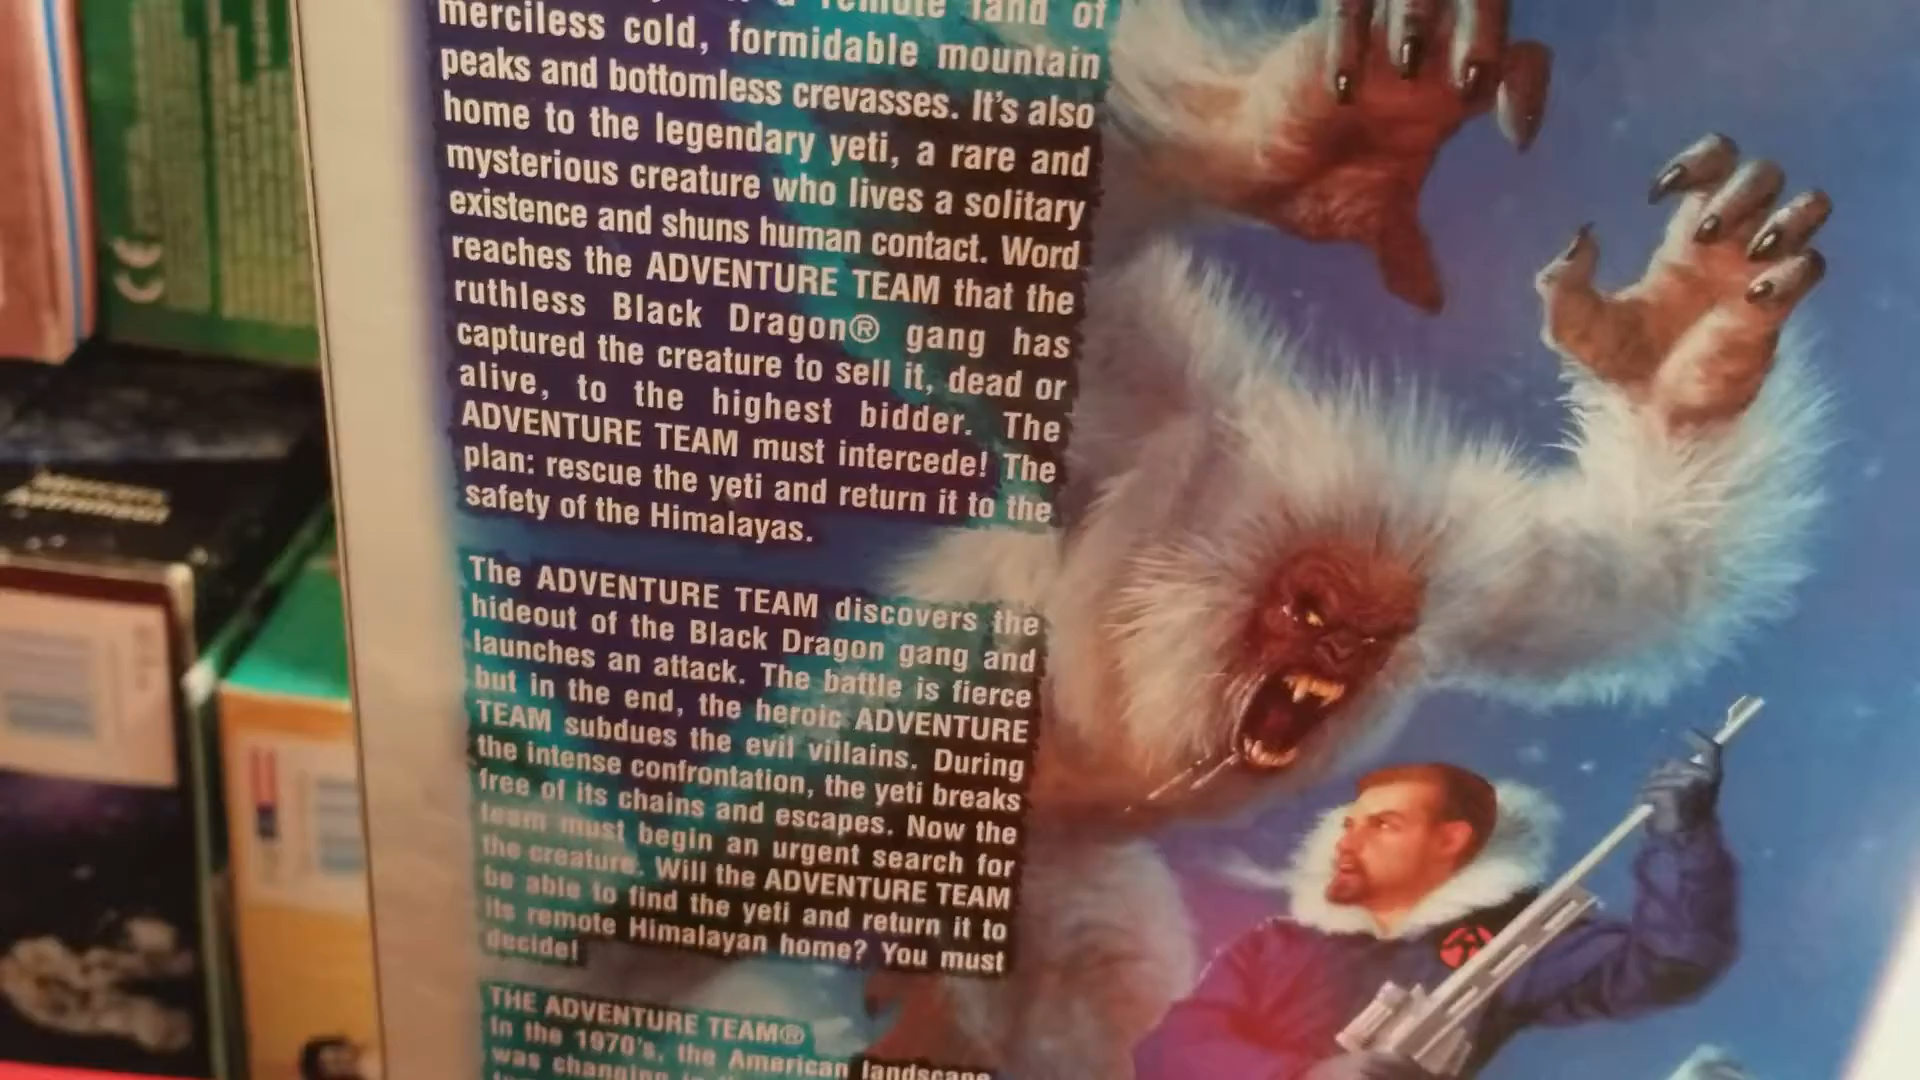 remote land of
merciless cold, formidable mountain
peaks and bottomless crevasses. It's also
home to the legendary yeti, a rare and
mysterious creature who lives a solitary
existence and shuns human contact. Word
reaches the ADVENTURE TEAM that the
ruthless Black Dragon® gang has
captured the creature to sell it, dead or
alive, to the highest bidder. The
ADVENTURE TEAM must intercede! The
plan: rescue the yeti and return it to the
safety of the Himalayas.
The ADVENTURE TEAM discovers the
hideout of the Black Dragon gang and
launches an attack. The battle is fierce
but in the end, the heroic ADVENTURE
TEAM subdues the evil villains. During
the intense confrontation, the yeti breaks
free of its chains and escapes. Now the
team must begin an urgent search for
the creature. Will the ADVENTURE TEAM
be able to find the yeti and return it to
its remote Himalayan home? You must
decide!
THE ADVENTURE TEAM®
In the 1970's, the American landscape
was changing
Mercury
Astronaut